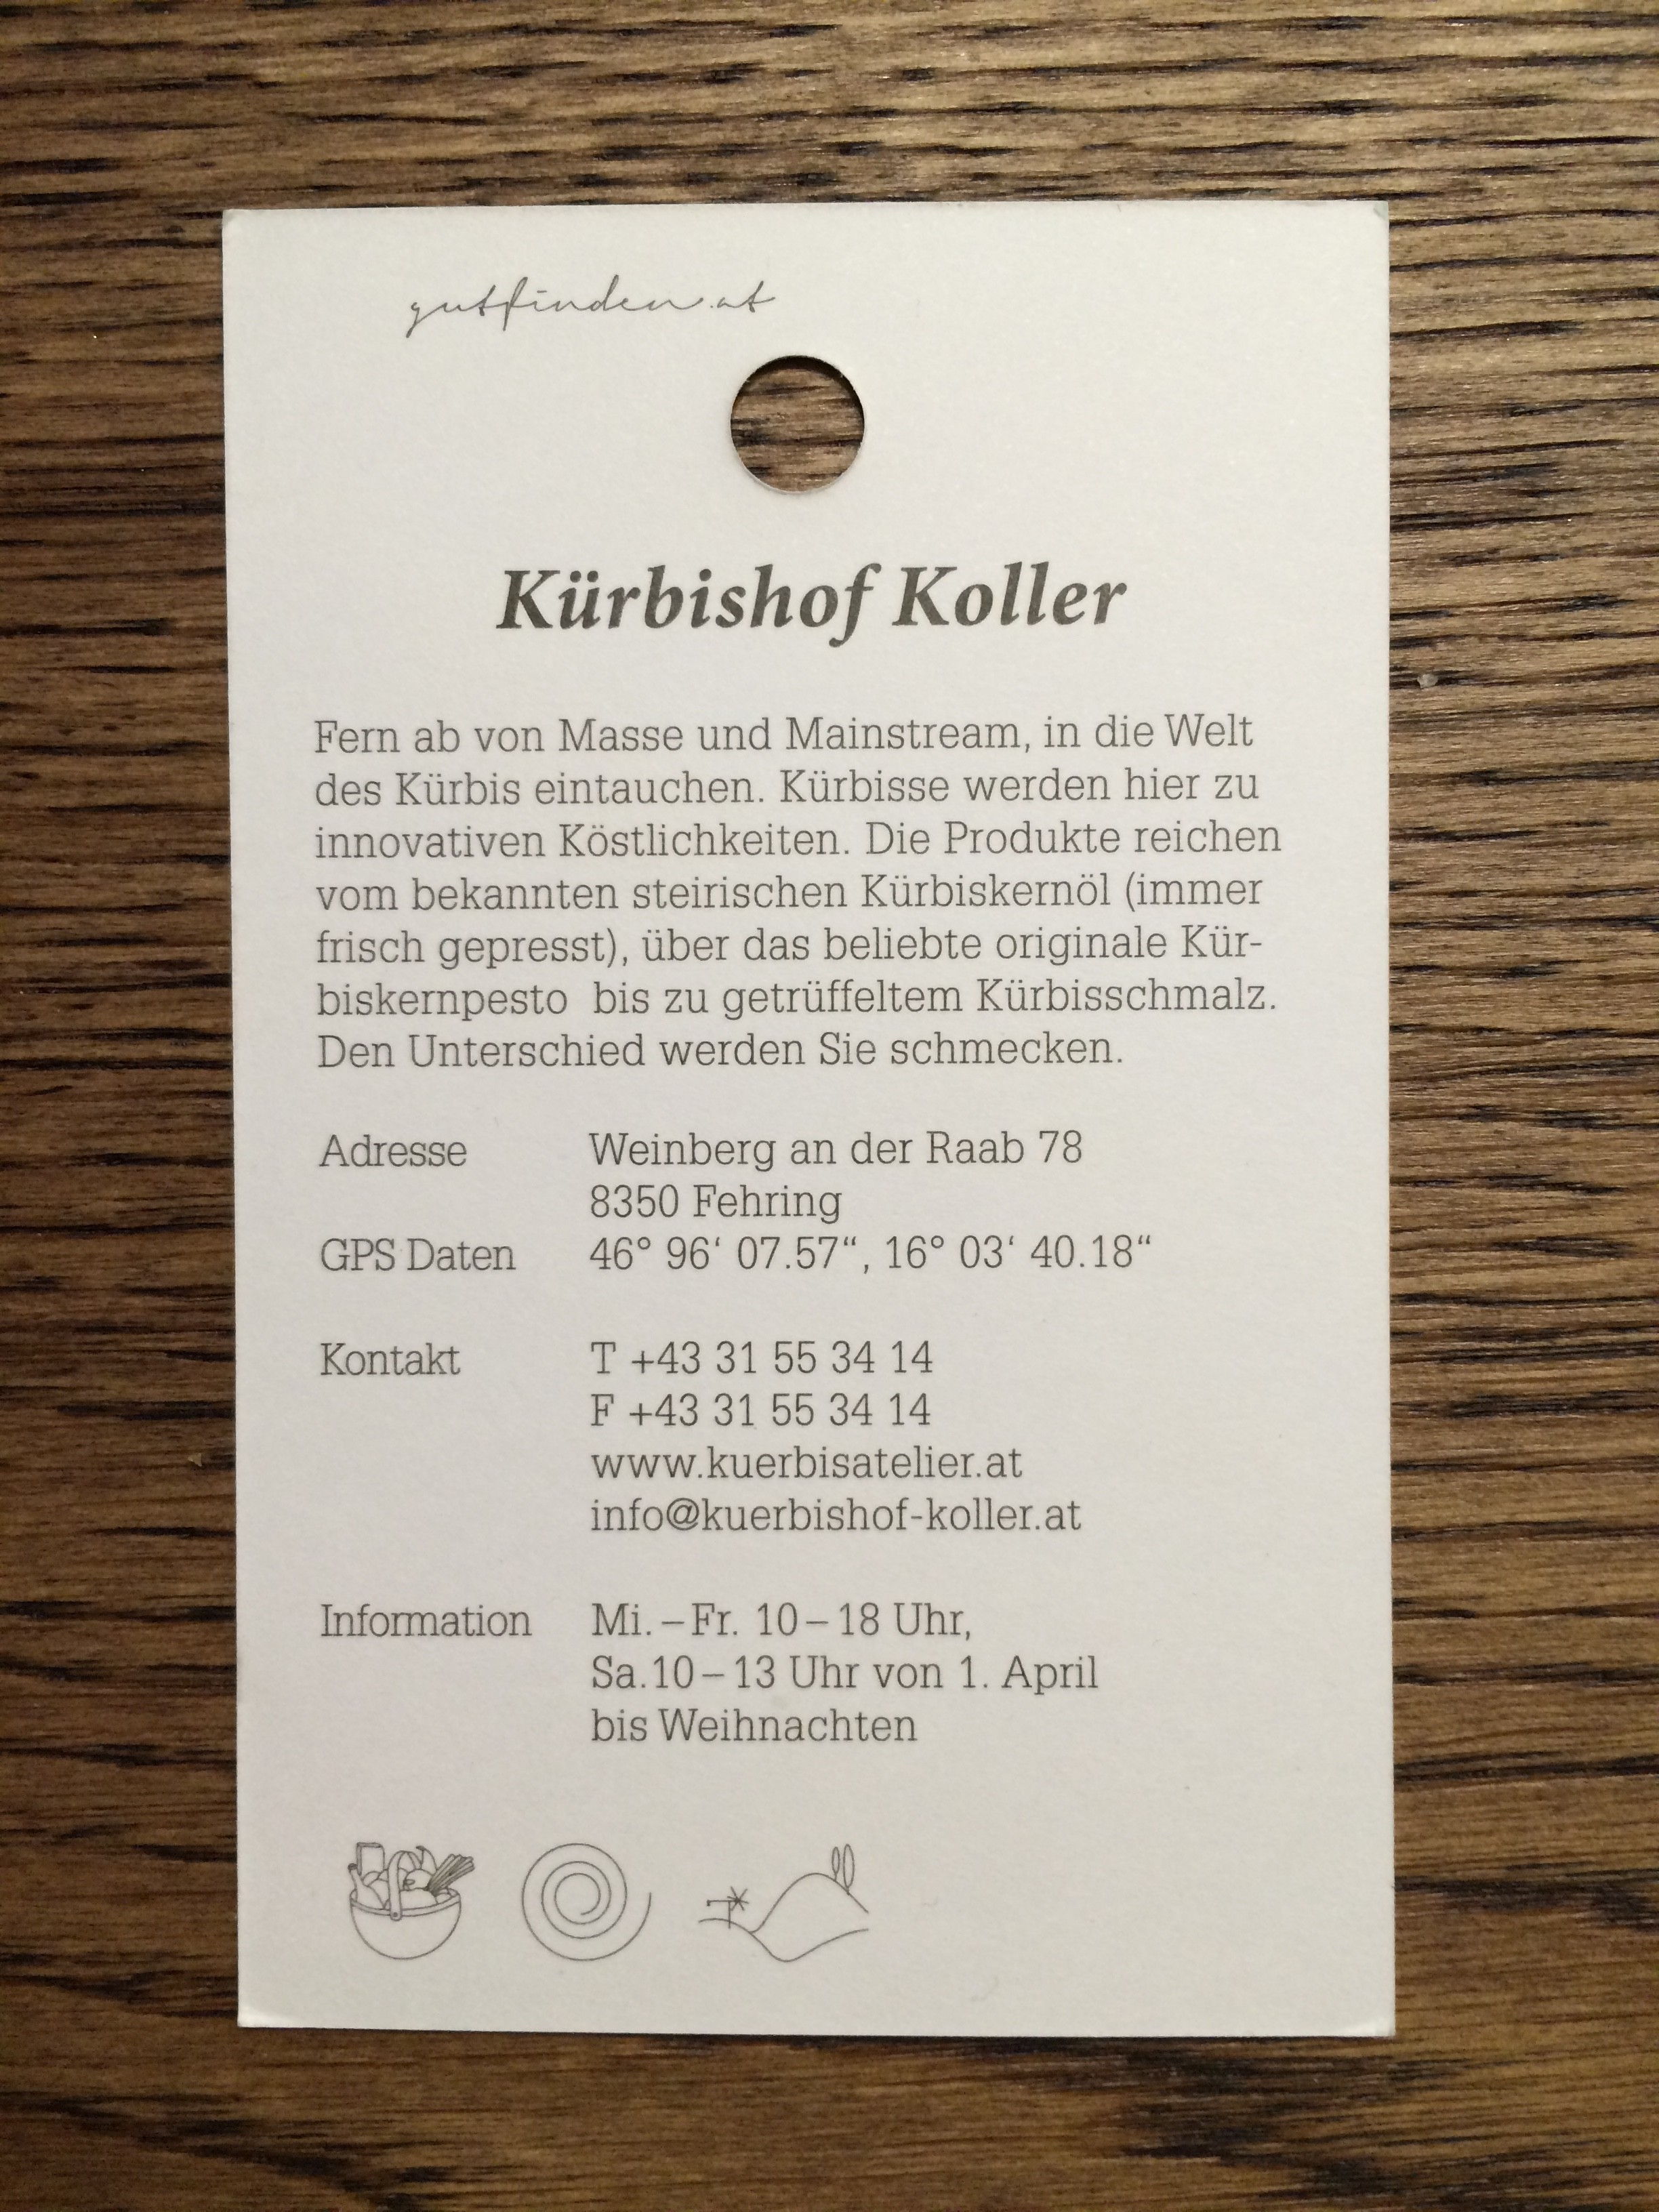 gutfinden.at
Kürbishof Koller
Fern ab von Masse und Mainstream, in die Welt
des Kürbis eintauchen. Kürbisse werden hier zu
innovativen Köstlichkeiten. Die Produkte reichen
vom bekannten steirischen Kürbiskernöl (immer
frisch gepresst), über das beliebte originale Kür-
biskernpesto  bis zu getrüffeltem Kürbisschmalz.
Den Unterschied werden Sie schmecken.
Adresse Weinberg an der Raab 78
8350 Fehring
GPS Daten 46° 96‘ 07.57“, 16° 03‘ 40.18“
Kontakt T +43 31 55 34 14
F +43 31 55 34 14
www.kuerbisatelier.at
info@kuerbishof-koller.at
Information Mi. – Fr. 10 – 18 Uhr,
Sa. 10 – 13 Uhr von 1. April
bis Weihnachten